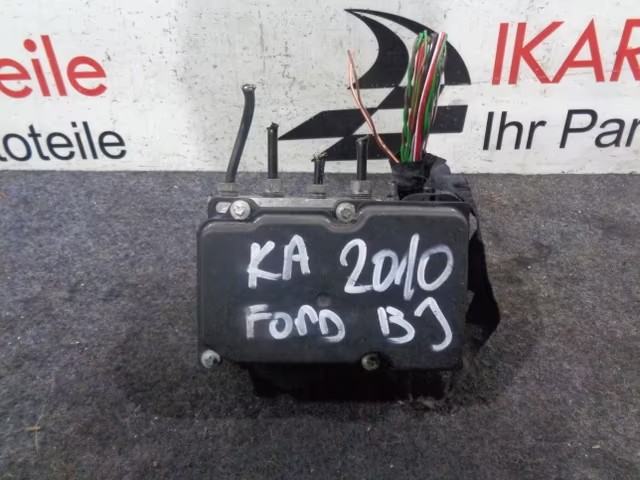 eile
IKAR
oteile
Ihr Par
KA 2010
FORD BJ